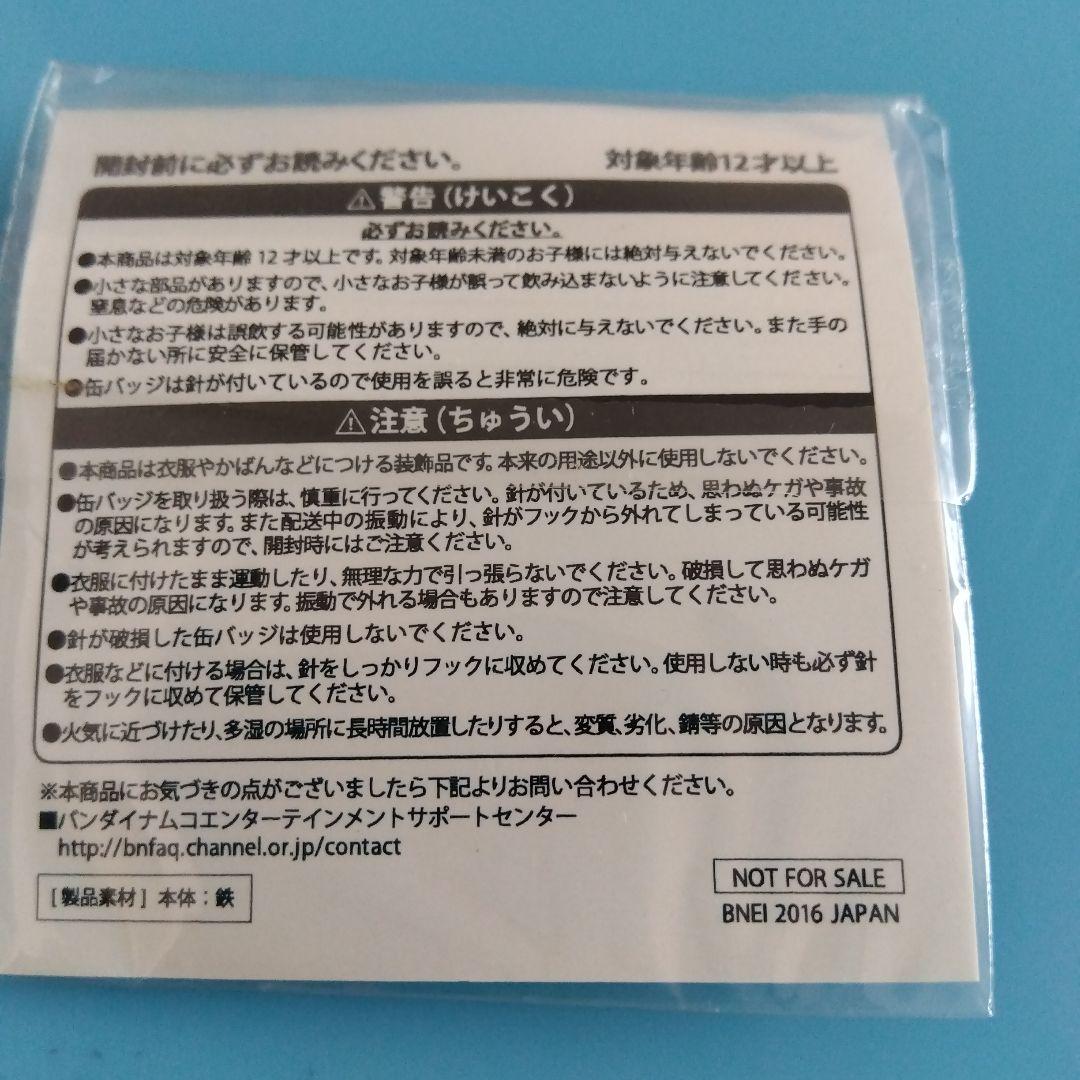 開封前に必ずお読みください。 対象年齢12才以上
⚠警告(けいこく)
必ずお読みください。
●本商品は対象年齢12才以上です。対象年齢未満のお子様には絶対与えないでください。
●小さな部品がありますので、小さなお子様が誤って飲み込まないように注意してください。
窒息などの危険があります。
●小さなお子様は誤飲する可能性がありますので、絶対に与えないでください。また手の
届かない所に安全に保管してください。
●缶バッジは針が付いているので使用を誤ると非常に危険です。
⚠注意(ちゅうい)
●本商品は衣服やかばんなどにつける装飾品です。本来の用途以外に使用しないでください。
●缶バッジを取り扱う際は、慎重に行ってください。針が付いているため、思わぬケガや事故
の原因になります。また配送中の振動により、針がフックから外れてしまっている可能性
が考えられますので、開封時にはご注意ください。
●衣服に付けたまま運動したり、無理な力で引っ張らないでください。破損して思わぬケガ
や事故の原因になります。振動で外れる場合もありますので注意してください。
●針が破損した缶バッジは使用しないでください。
●衣服などに付ける場合は、針をしっかりフックに収めてください。使用しない時も必ず針
をフックに収めて保管してください。
●火気に近づけたり、多湿の場所に長時間放置したりすると、変質、劣化、錆等の原因となります。
※本商品にお気づきの点がございましたら下記よりお問い合わせください。
■バンダイナムコエンターテインメントサポートセンター
http://bnfaq.channel.or.jp/contact
[製品素材] 本体：鉄
NOT FOR SALE
BNEI 2016 JAPAN